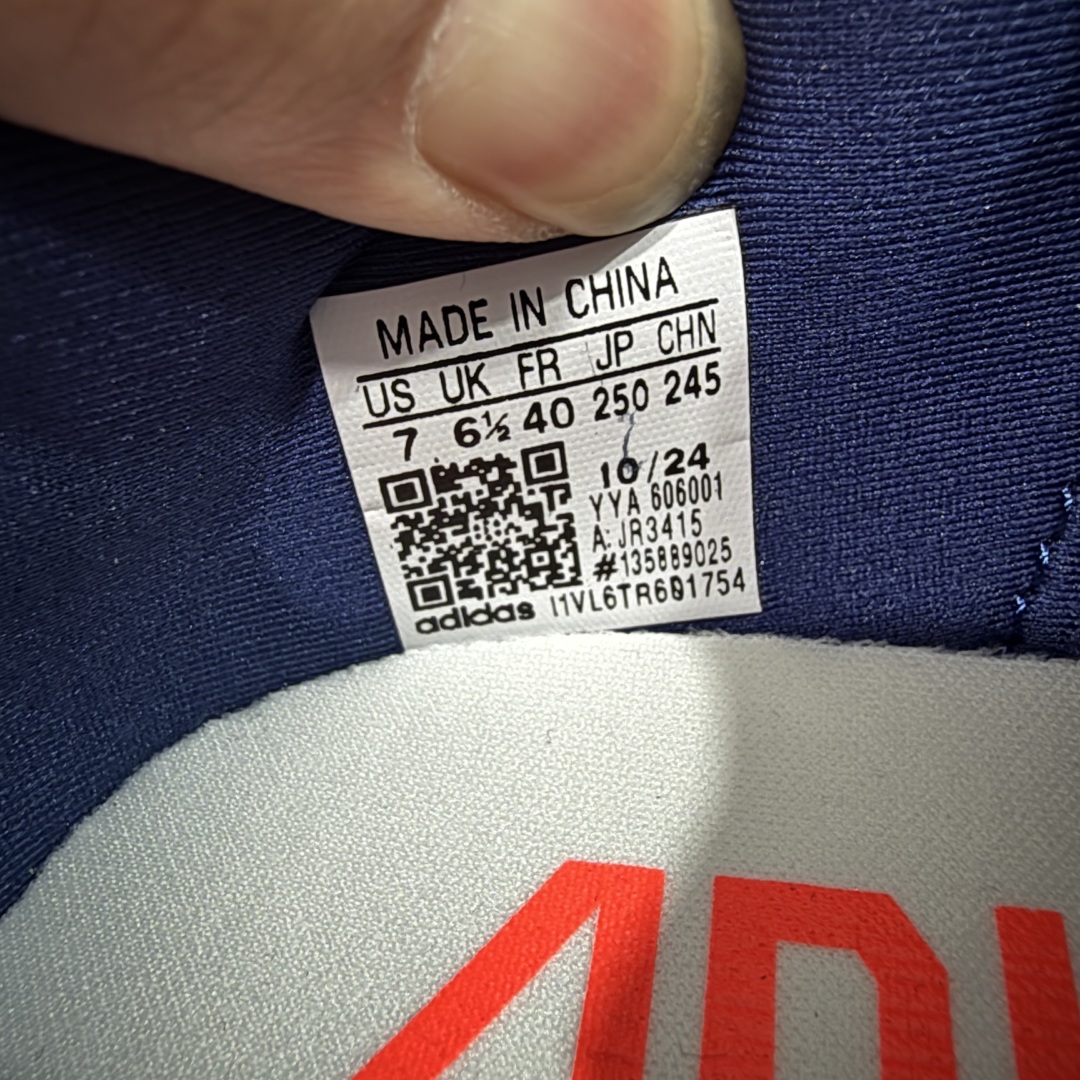 MADE IN CHINA
US UK FR JP CHN
7 6½ 40 250 245
10/24
YYA 606001
A: JR3415
#135889025
adidas I1VL6TR601754